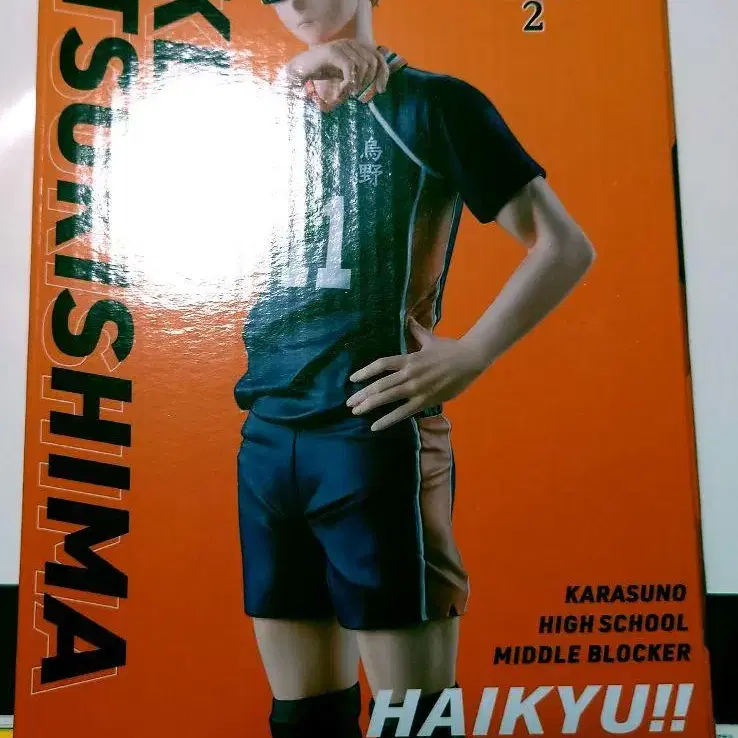 2
K
TSUKISHIMA
烏野
11
KARASUNO
HIGH SCHOOL
MIDDLE BLOCKER
HAIKYU!!